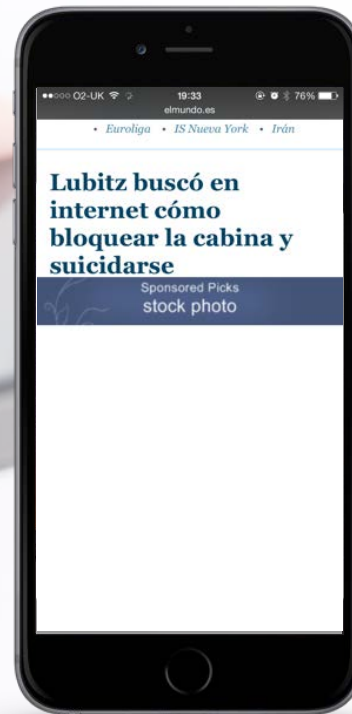 O2-UK 19:33 76%
elmundo.es
• Euroliga • IS Nueva York • Irán
Lubitz buscó en
internet cómo
bloquear la cabina y
suicidarse
Sponsored Picks
stock photo